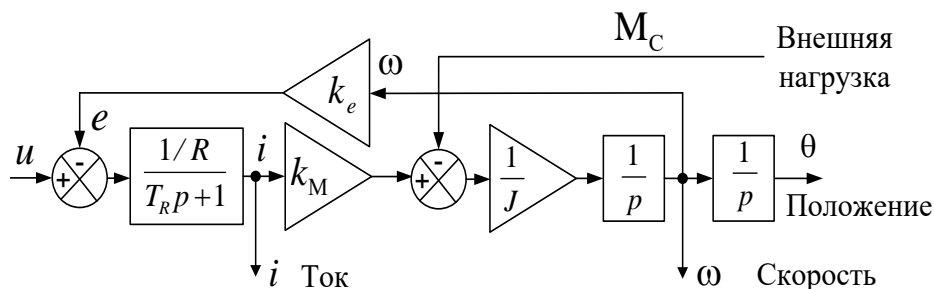 M_C
Внешняя
нагрузка
ω
k_e
e
u
-
+
1/R
T_R p+1
i
k_M
-
+
1
J
1
p
1
p
θ
Положение
i Ток
ω Скорость